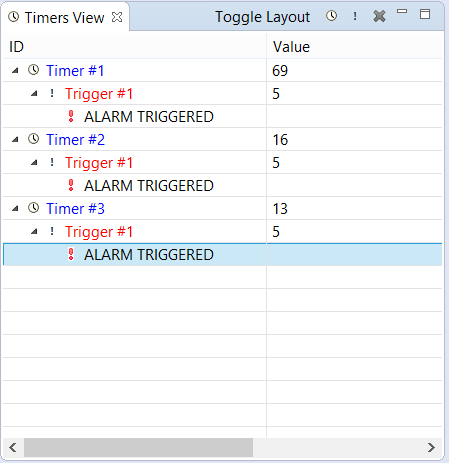 Timers View Toggle Layout
ID Value
Timer #1 69
Trigger #1 5
ALARM TRIGGERED
Timer #2 16
Trigger #1 5
ALARM TRIGGERED
Timer #3 13
Trigger #1 5
ALARM TRIGGERED